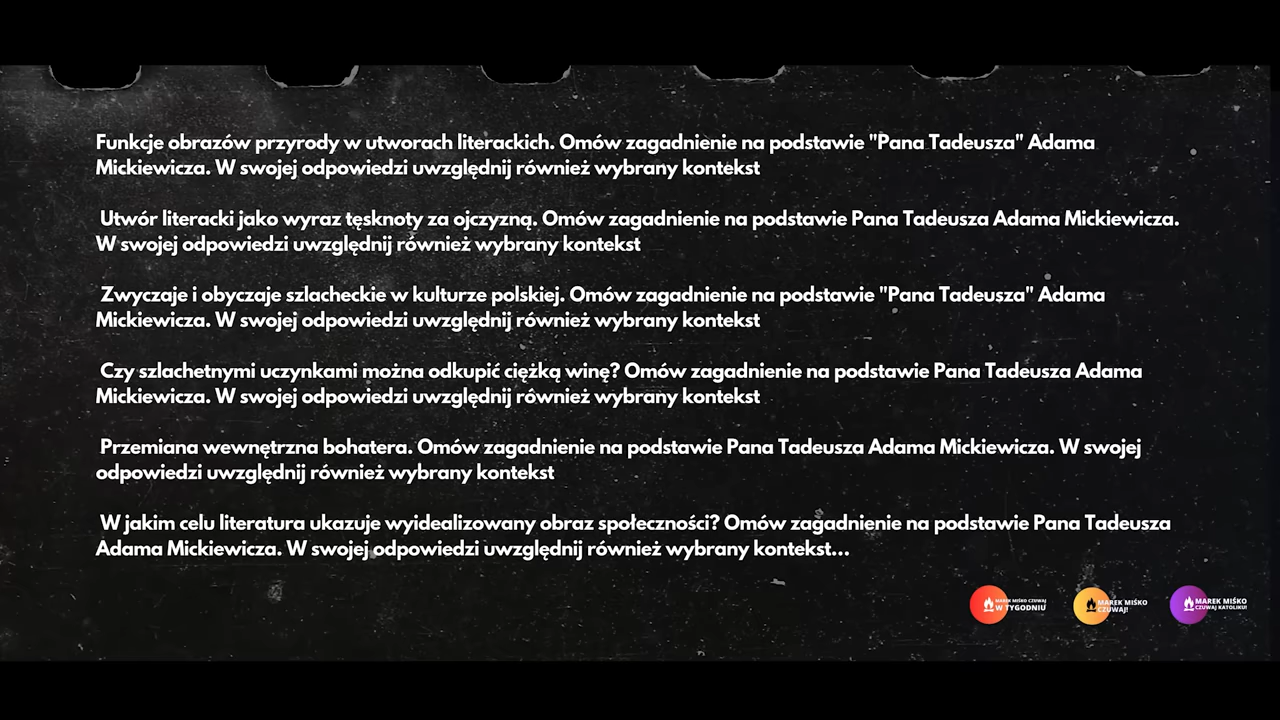 Funkcje obrazów przyrody w utworach literackich. Omów zagadnienie na podstawie "Pana Tadeusza" Adama
Mickiewicza. W swojej odpowiedzi uwzględnij również wybrany kontekst
Utwór literacki jako wyraz tęsknoty za ojczyzną. Omów zagadnienie na podstawie Pana Tadeusza Adama Mickiewicza.
W swojej odpowiedzi uwzględnij również wybrany kontekst
Zwyczaje i obyczaje szlacheckie w kulturze polskiej. Omów zagadnienie na podstawie "Pana Tadeusza" Adama
Mickiewicza. W swojej odpowiedzi uwzględnij również wybrany kontekst
Czy szlachetnymi uczynkami można odkupić ciężką winę? Omów zagadnienie na podstawie Pana Tadeusza Adama
Mickiewicza. W swojej odpowiedzi uwzględnij również wybrany kontekst
Przemiana wewnętrzna bohatera. Omów zagadnienie na podstawie Pana Tadeusza Adama Mickiewicza. W swojej
odpowiedzi uwzględnij również wybrany kontekst
W jakim celu literatura ukazuje wyidealizowany obraz społeczności? Omów zagadnienie na podstawie Pana Tadeusza
Adama Mickiewicza. W swojej odpowiedzi uwzględnij również wybrany kontekst...
MAREK MIŚKO CZUWAJ
W TYGODNIU
MAREK MIŚKO
CZUWAJ!
MAREK MIŚKO
CZUWAJ KATOLIKU!